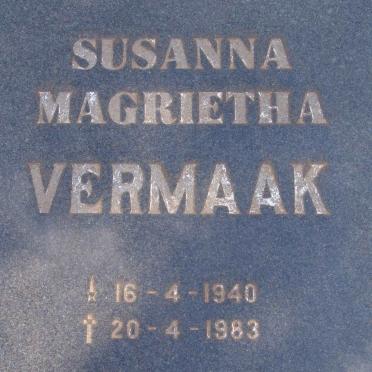 SUSANNA
MAGRIETHA
VERMAAK
16-4-1940
20-4-1983